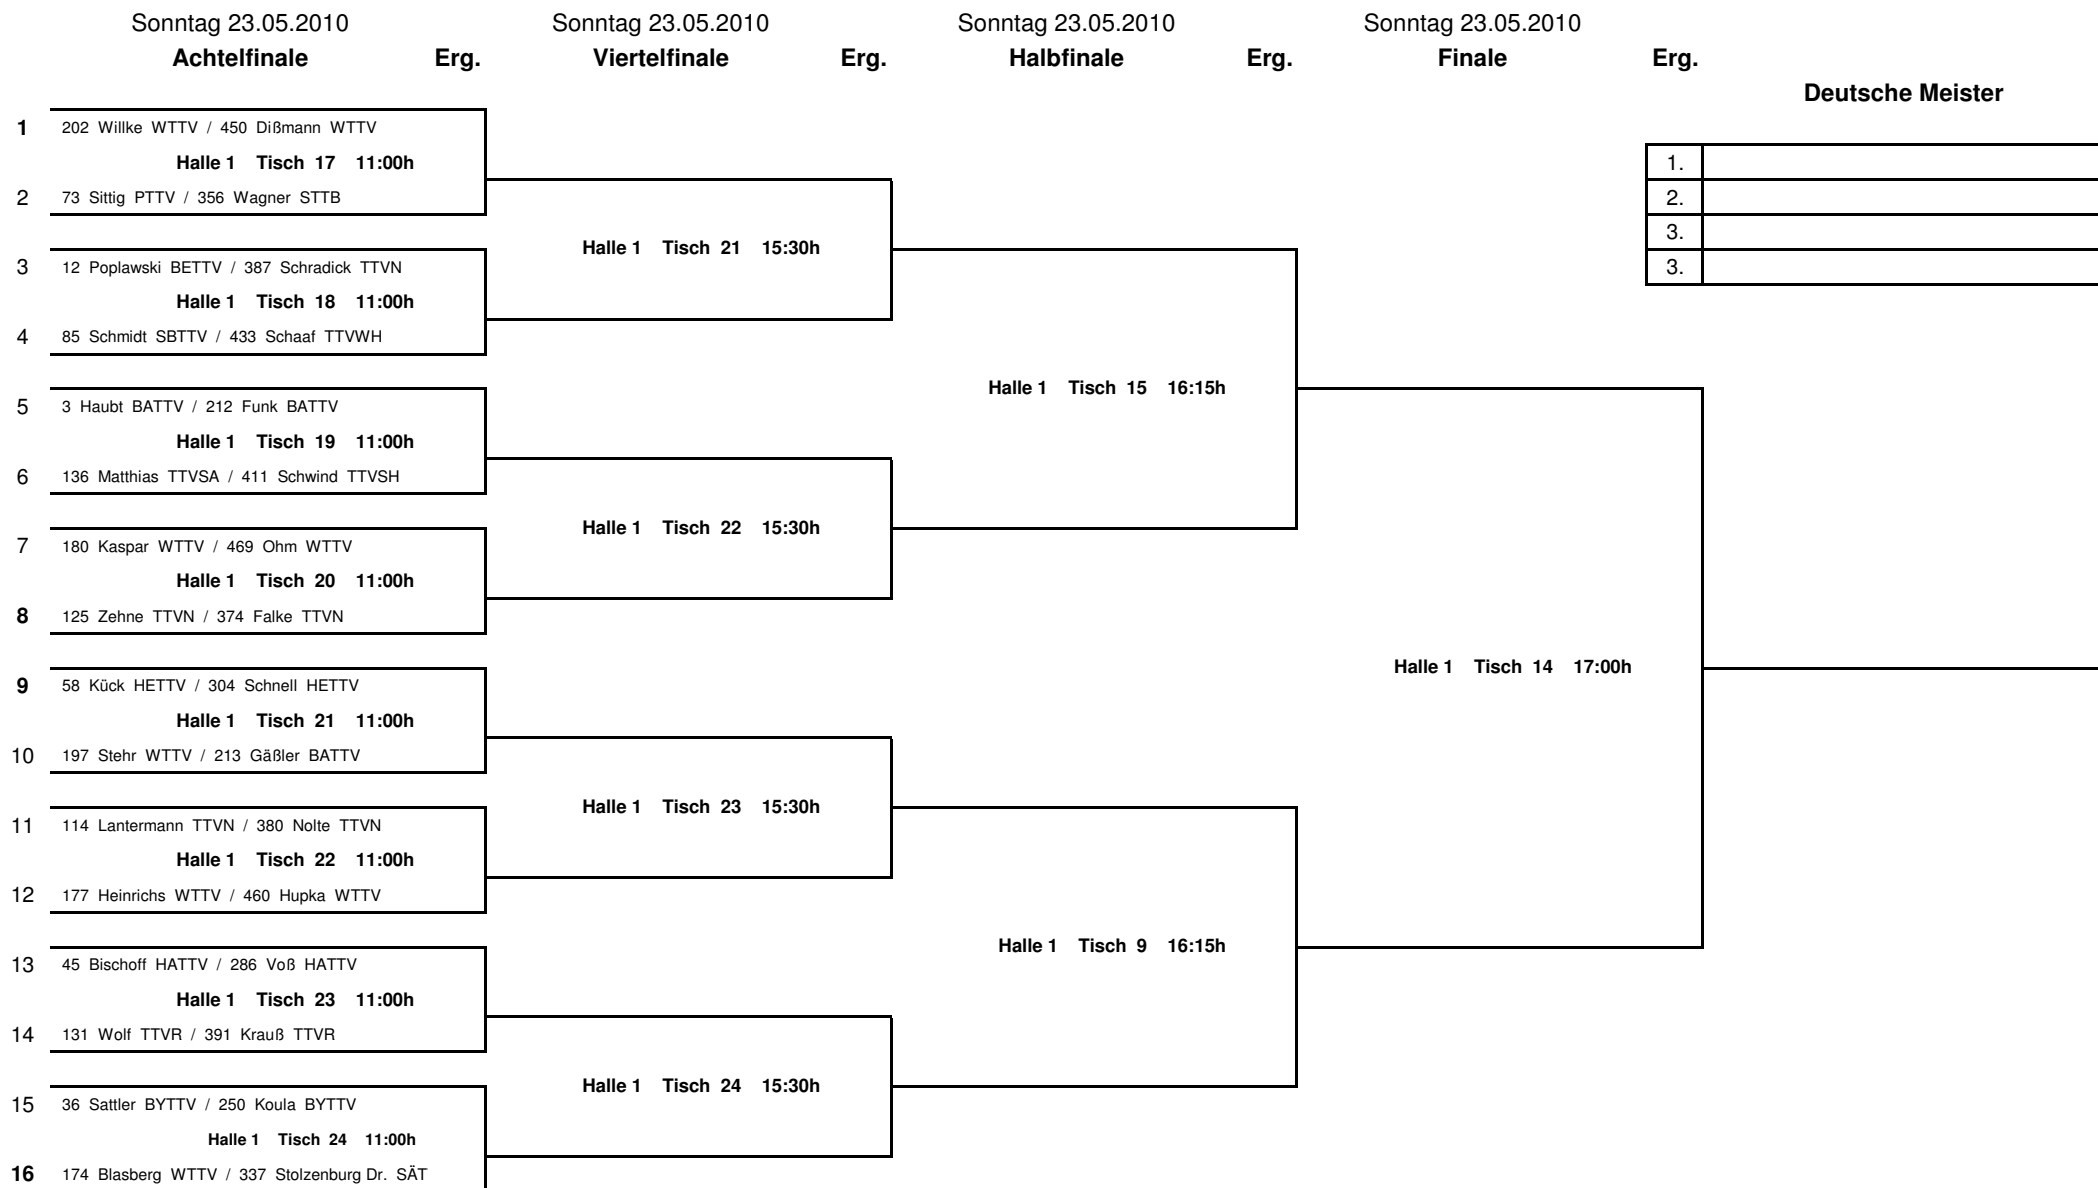 Sonntag 23.05.2010 Sonntag 23.05.2010 Sonntag 23.05.2010 Sonntag 23.05.2010
Achtelfinale Erg. Viertelfinale Erg. Halbfinale Erg. Finale Erg.
Deutsche Meister
1 202 Willke WTTV / 450 Dißmann WTTV
Halle 1 Tisch 17 11:00h
1.
2 73 Sittig PTTV / 356 Wagner STTB
2.
3.
Halle 1 Tisch 21 15:30h
3 12 Poplawski BETTV / 387 Schradick TTVN
3.
Halle 1 Tisch 18 11:00h
4 85 Schmidt SBTTV / 433 Schaaf TTVWH
Halle 1 Tisch 15 16:15h
5 3 Haubt BATTV / 212 Funk BATTV
Halle 1 Tisch 19 11:00h
6 136 Matthias TTVSA / 411 Schwind TTVSH
Halle 1 Tisch 22 15:30h
7 180 Kaspar WTTV / 469 Ohm WTTV
Halle 1 Tisch 20 11:00h
8 125 Zehne TTVN / 374 Falke TTVN
Halle 1 Tisch 14 17:00h
9 58 Kück HETTV / 304 Schnell HETTV
Halle 1 Tisch 21 11:00h
10 197 Stehr WTTV / 213 Gäßler BATTV
Halle 1 Tisch 23 15:30h
11 114 Lantermann TTVN / 380 Nolte TTVN
Halle 1 Tisch 22 11:00h
12 177 Heinrichs WTTV / 460 Hupka WTTV
Halle 1 Tisch 9 16:15h
13 45 Bischoff HATTV / 286 Voß HATTV
Halle 1 Tisch 23 11:00h
14 131 Wolf TTVR / 391 Krauß TTVR
Halle 1 Tisch 24 15:30h
15 36 Sattler BYTTV / 250 Koula BYTTV
Halle 1 Tisch 24 11:00h
16 174 Blasberg WTTV / 337 Stolzenburg Dr. SÄT